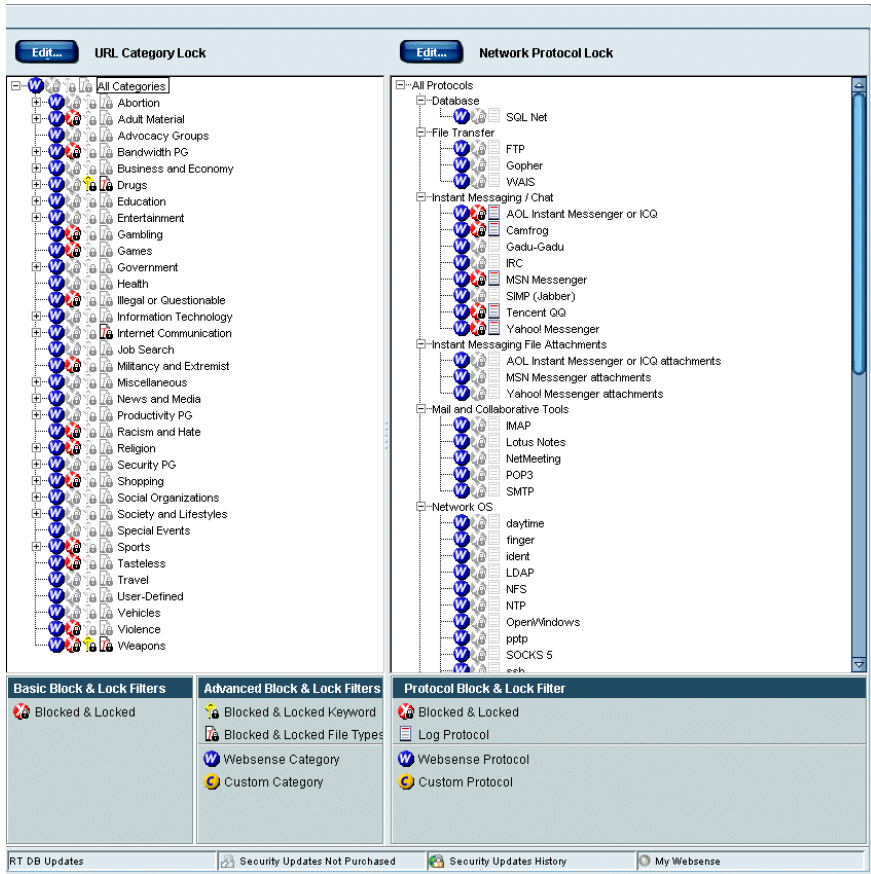 Edit... URL Category Lock
All Categories
Abortion
Adult Material
Advocacy Groups
Bandwidth PG
Business and Economy
Drugs
Education
Entertainment
Gambling
Games
Government
Health
Illegal or Questionable
Information Technology
Internet Communication
Job Search
Militancy and Extremist
Miscellaneous
News and Media
Productivity PG
Racism and Hate
Religion
Security PG
Shopping
Social Organizations
Society and Lifestyles
Special Events
Sports
Tasteless
Travel
User-Defined
Vehicles
Violence
Weapons
Edit... Network Protocol Lock
All Protocols
Database
SQL Net
File Transfer
FTP
Gopher
WAIS
Instant Messaging / Chat
AOL Instant Messenger or ICQ
Camfrog
Gadu-Gadu
IRC
MSN Messenger
SIMP (Jabber)
Tencent QQ
Yahoo! Messenger
Instant Messaging File Attachments
AOL Instant Messenger or ICQ attachments
MSN Messenger attachments
Yahoo! Messenger attachments
Mail and Collaborative Tools
IMAP
Lotus Notes
NetMeeting
POP3
SMTP
Network OS
daytime
finger
ident
LDAP
NFS
NTP
OpenWindows
pptp
SOCKS 5
ssh
Basic Block & Lock Filters
Blocked & Locked
Advanced Block & Lock Filters
Blocked & Locked Keyword
Blocked & Locked File Types
Websense Category
Custom Category
Protocol Block & Lock Filter
Blocked & Locked
Log Protocol
Websense Protocol
Custom Protocol
RT DB Updates
Security Updates Not Purchased
Security Updates History
My Websense